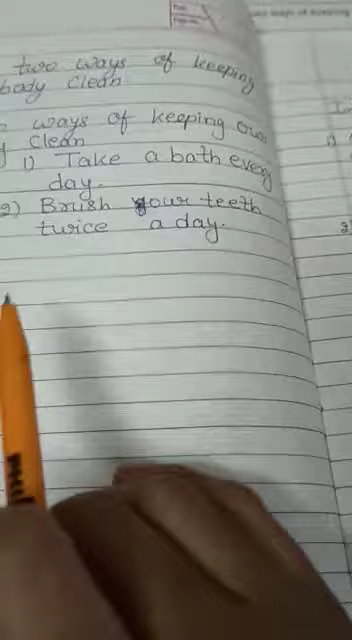 two ways of keeping
body clean
ways of keeping our
clean
1) Take a bath every
day.
2) Brush your teeth
twice a day.